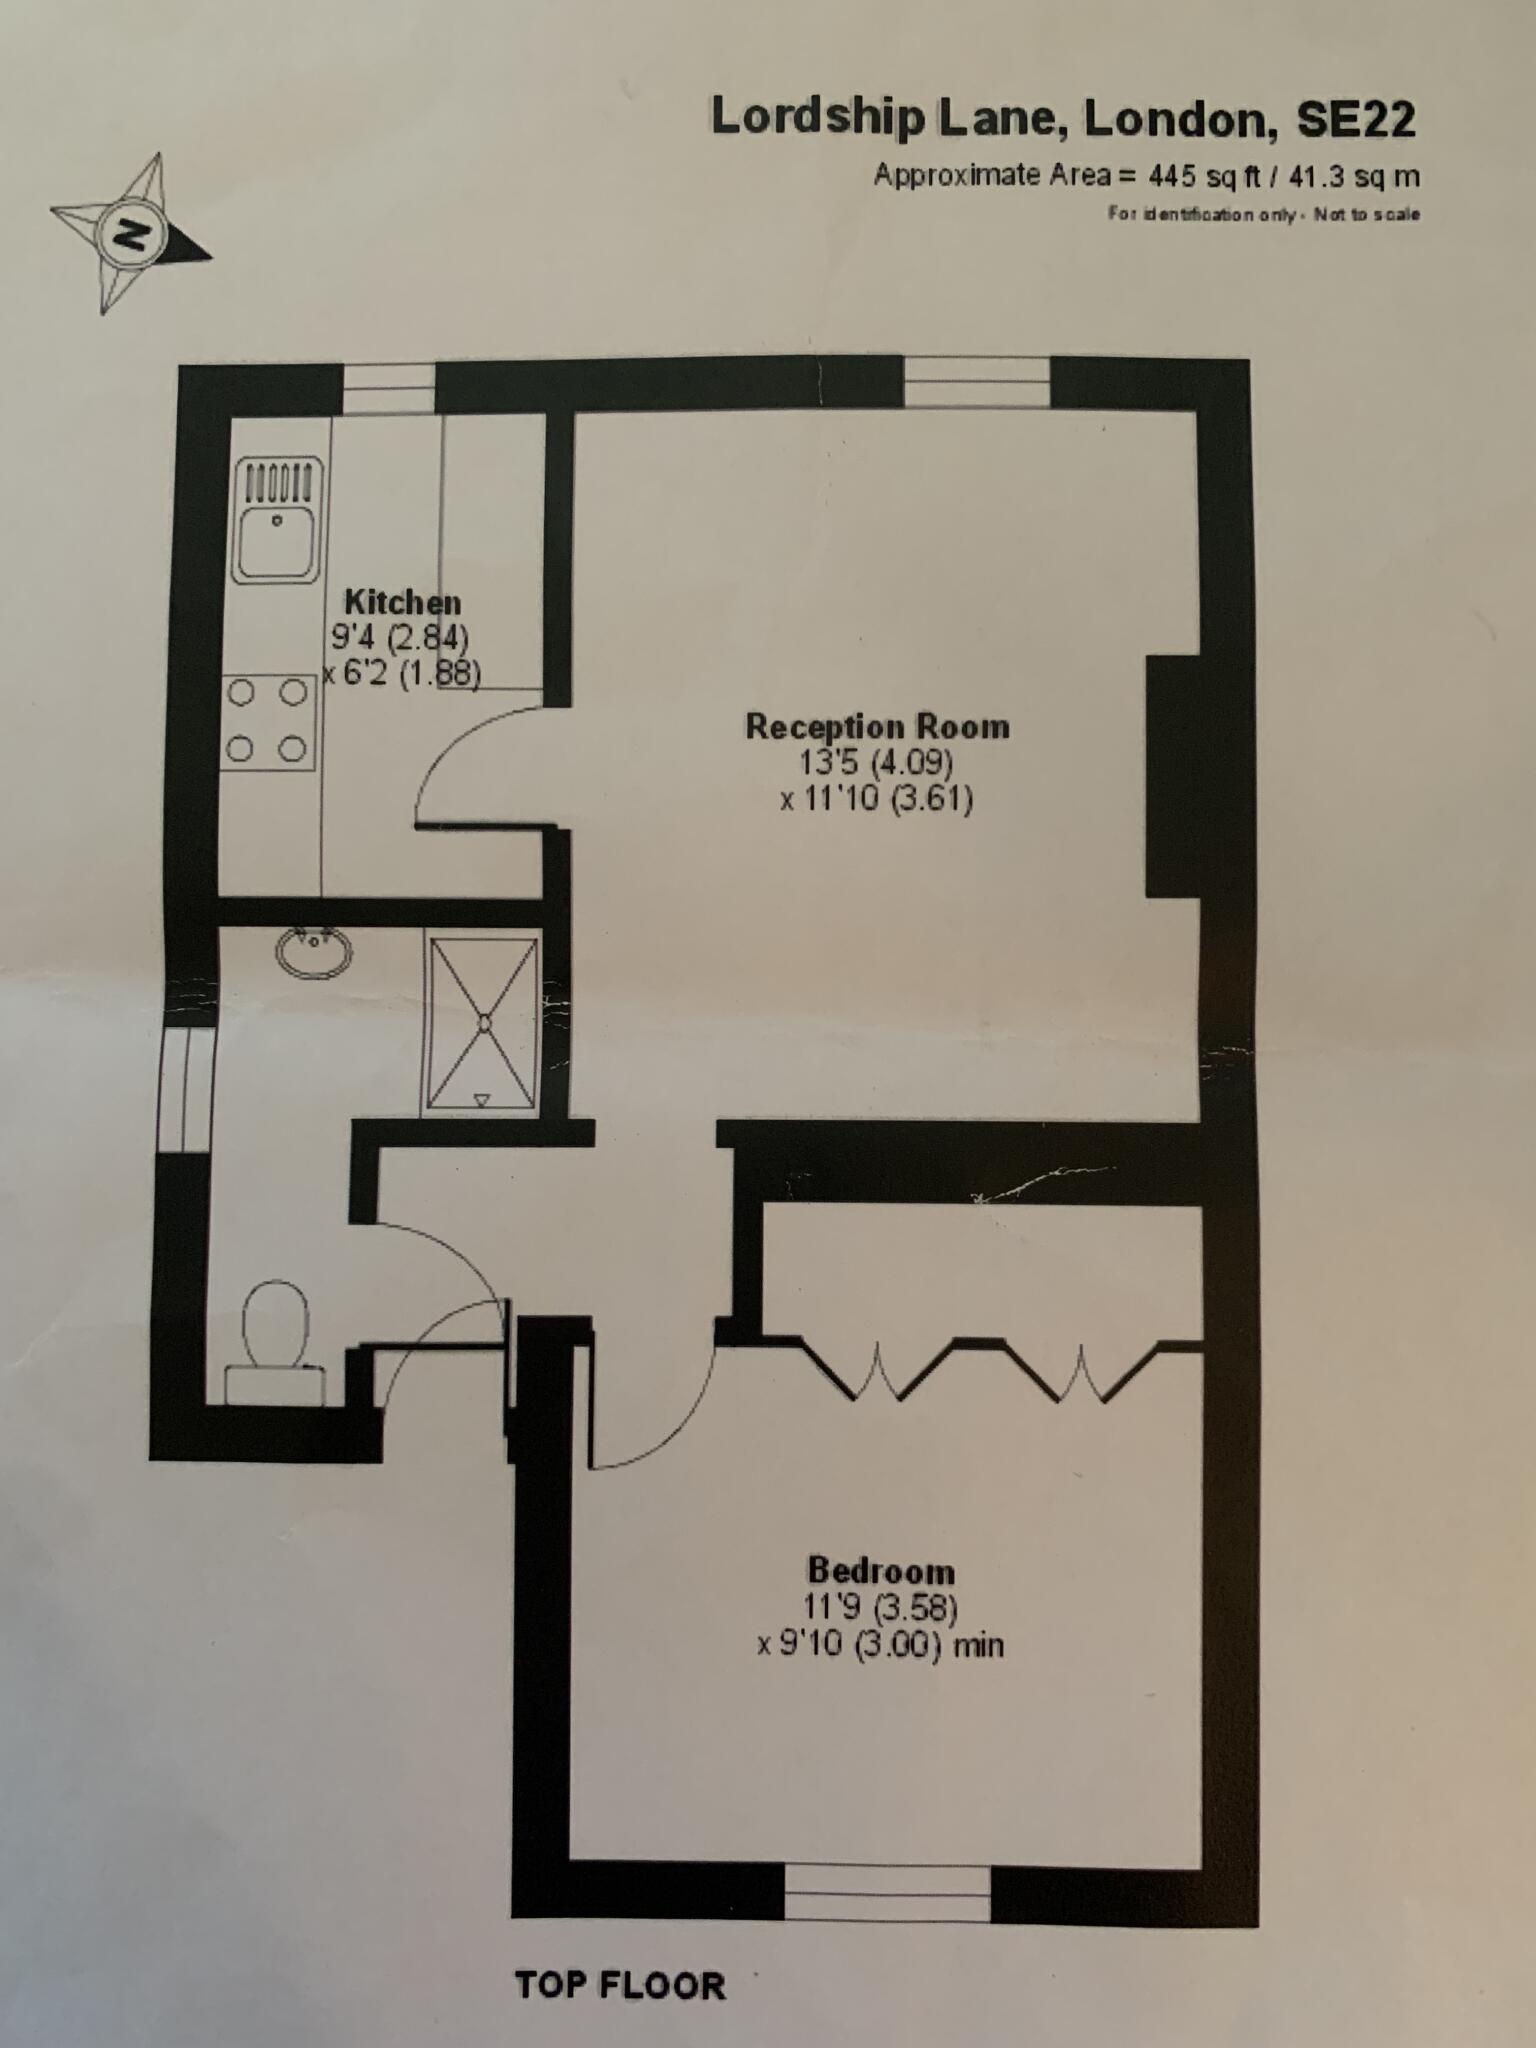 Lordship Lane, London, SE22
Approximate Area = 445 sq ft / 41.3 sq m
For identification only - Not to scale
N
Kitchen
9'4 (2.84)
x 6'2 (1.88)
Reception Room
13'5 (4.09)
x 11'10 (3.61)
Bedroom
11'9 (3.58)
x 9'10 (3.00) min
TOP FLOOR